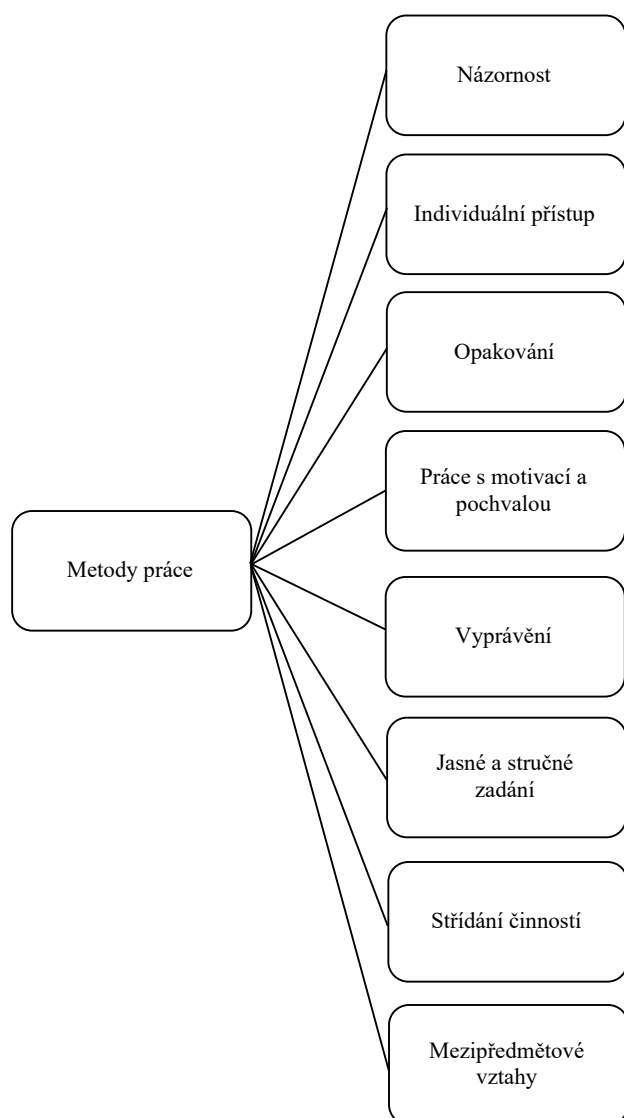 Názornost
Individuální přístup
Opakování
Práce s motivací a
pochvalou
Metody práce
Vyprávění
Jasné a stručné
zadání
Střídání činností
Mezipředmětové
vztahy